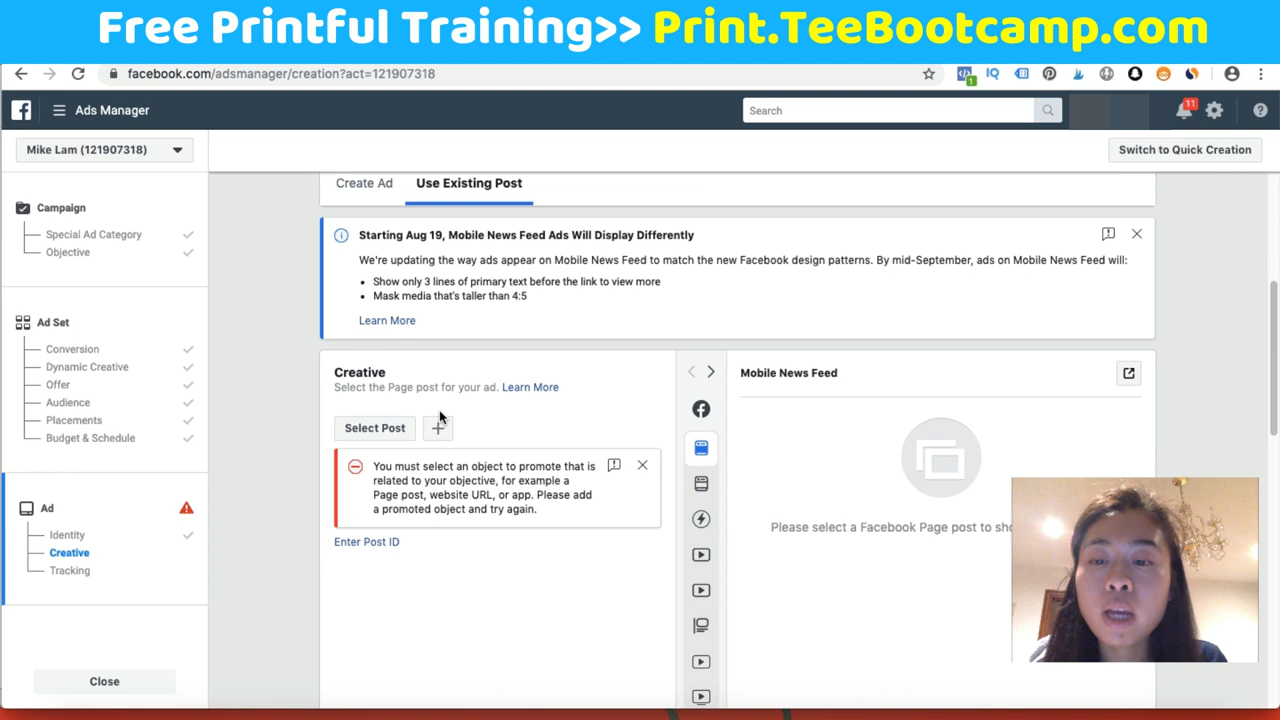 Free Printful Training>> Print.TeeBootcamp.com
facebook.com/adsmanager/creation?act=121907318
1
IQ
Ads Manager
Search
11
Mike Lam (121907318)
Switch to Quick Creation
Campaign
Special Ad Category
Objective
Ad Set
Conversion
Dynamic Creative
Offer
Audience
Placements
Budget & Schedule
Ad
Identity
Creative
Tracking
Close
Create Ad
Use Existing Post
Starting Aug 19, Mobile News Feed Ads Will Display Differently
We're updating the way ads appear on Mobile News Feed to match the new Facebook design patterns. By mid-September, ads on Mobile News Feed will:
• Show only 3 lines of primary text before the link to view more
• Mask media that's taller than 4:5
Learn More
Creative
Select the Page post for your ad. Learn More
Select Post
+
You must select an object to promote that is
related to your objective, for example a
Page post, website URL, or app. Please add
a promoted object and try again.
Enter Post ID
Mobile News Feed
Please select a Facebook Page post to